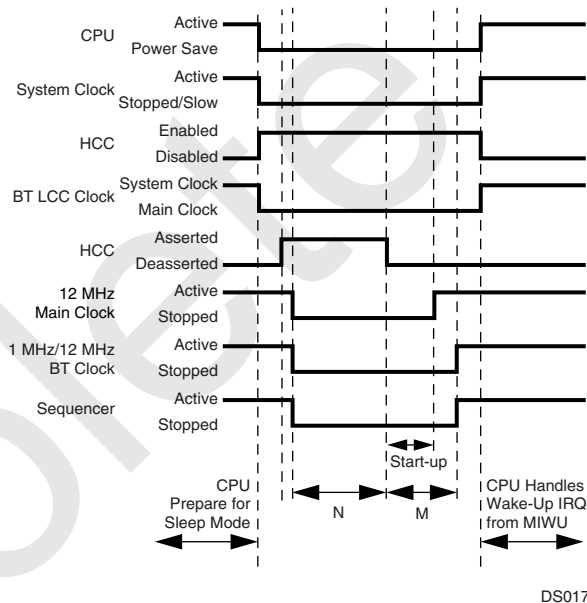 CPU
Active
Power Save
System Clock
Active
Stopped/Slow
HCC
Enabled
Disabled
BT LCC Clock
System Clock
Main Clock
HCC
Asserted
Deasserted
12 MHz
Main Clock
Active
Stopped
1 MHz/12 MHz
BT Clock
Active
Stopped
Sequencer
Active
Stopped
Start-up
CPU
Prepare for
Sleep Mode
N
M
CPU Handles
Wake-Up IRQ
from MIWU
DS017